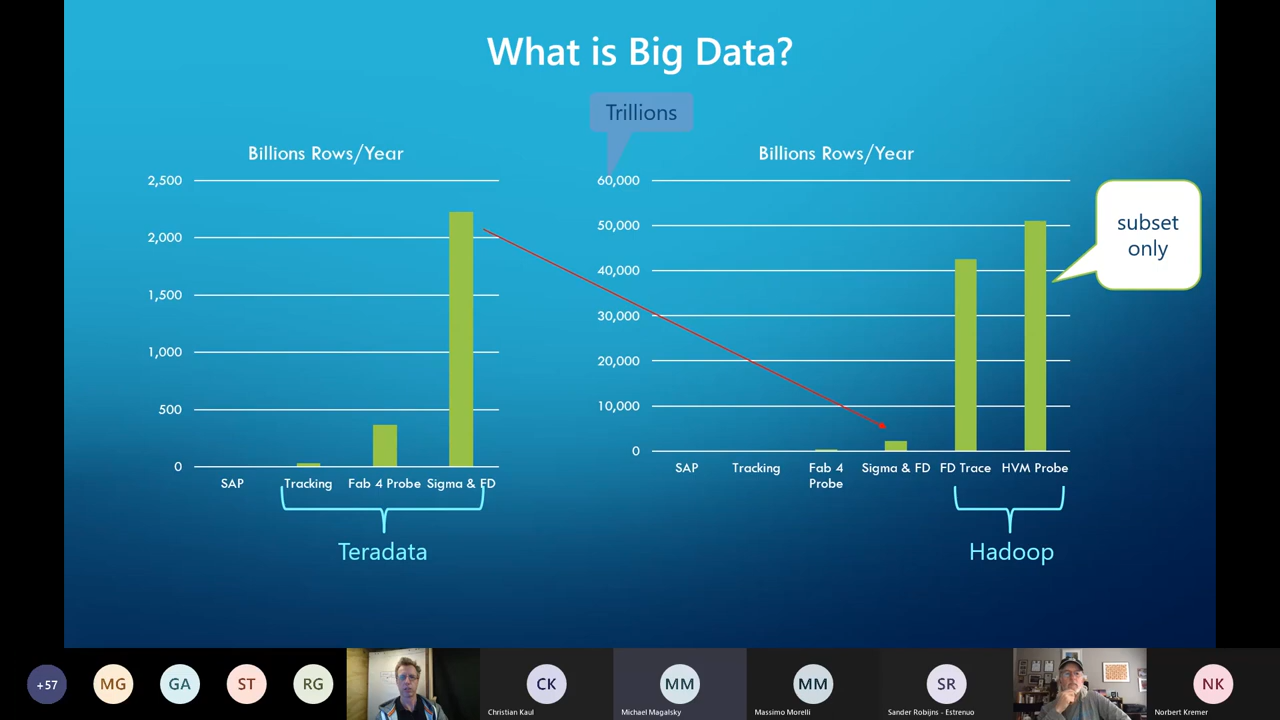 What is Big Data?
Trillions
Billions Rows/Year
2,500
2,000
1,500
1,000
500
0
SAP
Tracking
Fab 4 Probe
Sigma & FD
Teradata
Billions Rows/Year
60,000
50,000
40,000
30,000
20,000
10,000
0
SAP
Tracking
Fab 4
Probe
Sigma & FD
FD Trace
HVM Probe
Hadoop
subset
only
+57
MG
GA
ST
RG
CK
Christian Kaul
MM
Michael Magalsky
MM
Massimo Morelli
SR
Sander Robijns - Estrenuo
NK
Norbert Kremer